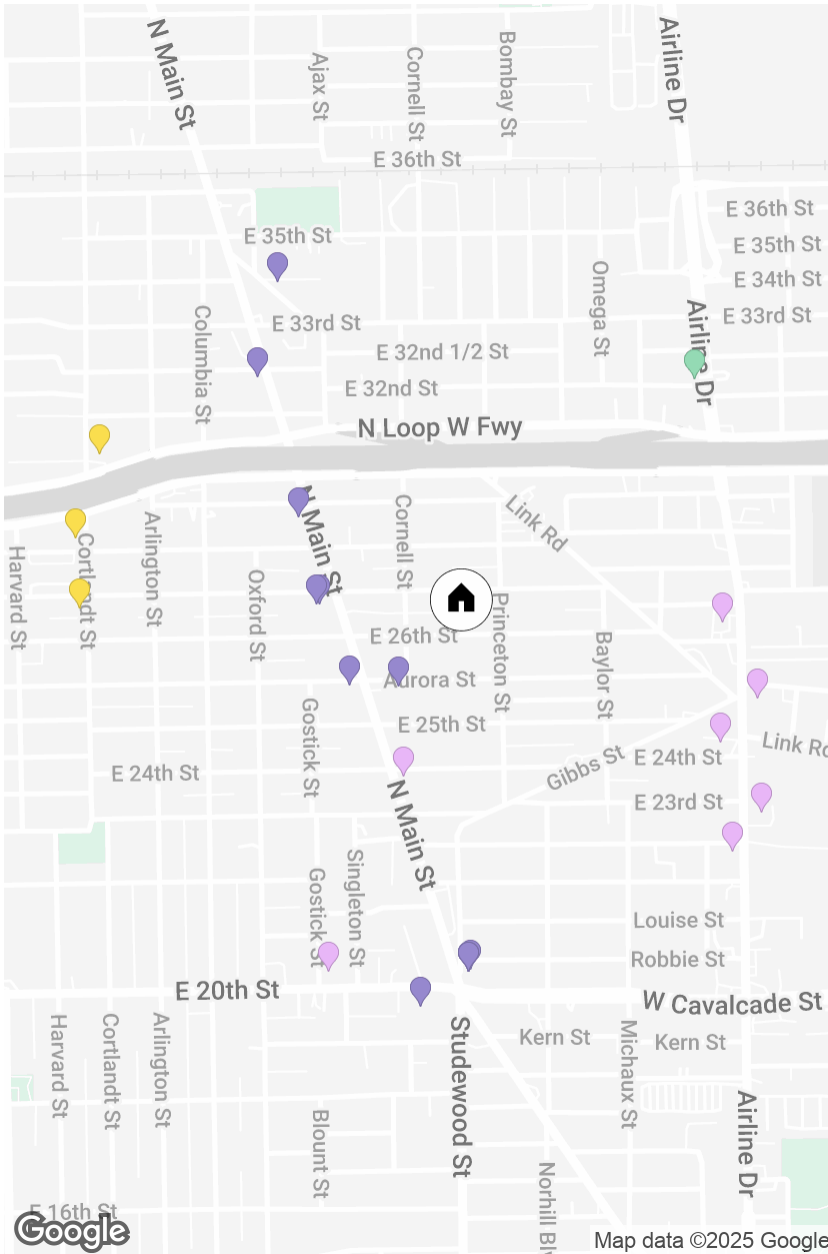 N Main St
Ajax St
Cornell St
Bombay St
Airline Dr
E 36th St
E 36th St
E 35th St
E 35th St
E 34th St
Omega St
Columbia St
E 33rd St
E 33rd St
Airline Dr
E 32nd 1/2 St
E 32nd St
N Loop W Fwy
N Main St
Cornell St
Link Rd
Arlington St
Cortlandt St
Harvard St
Oxford St
Princeton St
E 26th St
Baylor St
Aurora St
Gostick St
E 25th St
Link Rd
E 24th St
Gibbs St
E 24th St
N Main St
E 23rd St
Singleton St
Gostick St
Louise St
Robbie St
E 20th St
W Cavalcade St
Harvard St
Cortlandt St
Arlington St
Studewood St
Kern St
Michaux St
Kern St
Blount St
Airline Dr
Norhill Blv
E 16th St
Google
Map data ©2025 Google